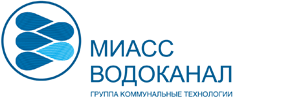 МИАСС
ВОДОКАНАЛ
ГРУППА КОММУНАЛЬНЫЕ ТЕХНОЛОГИИ